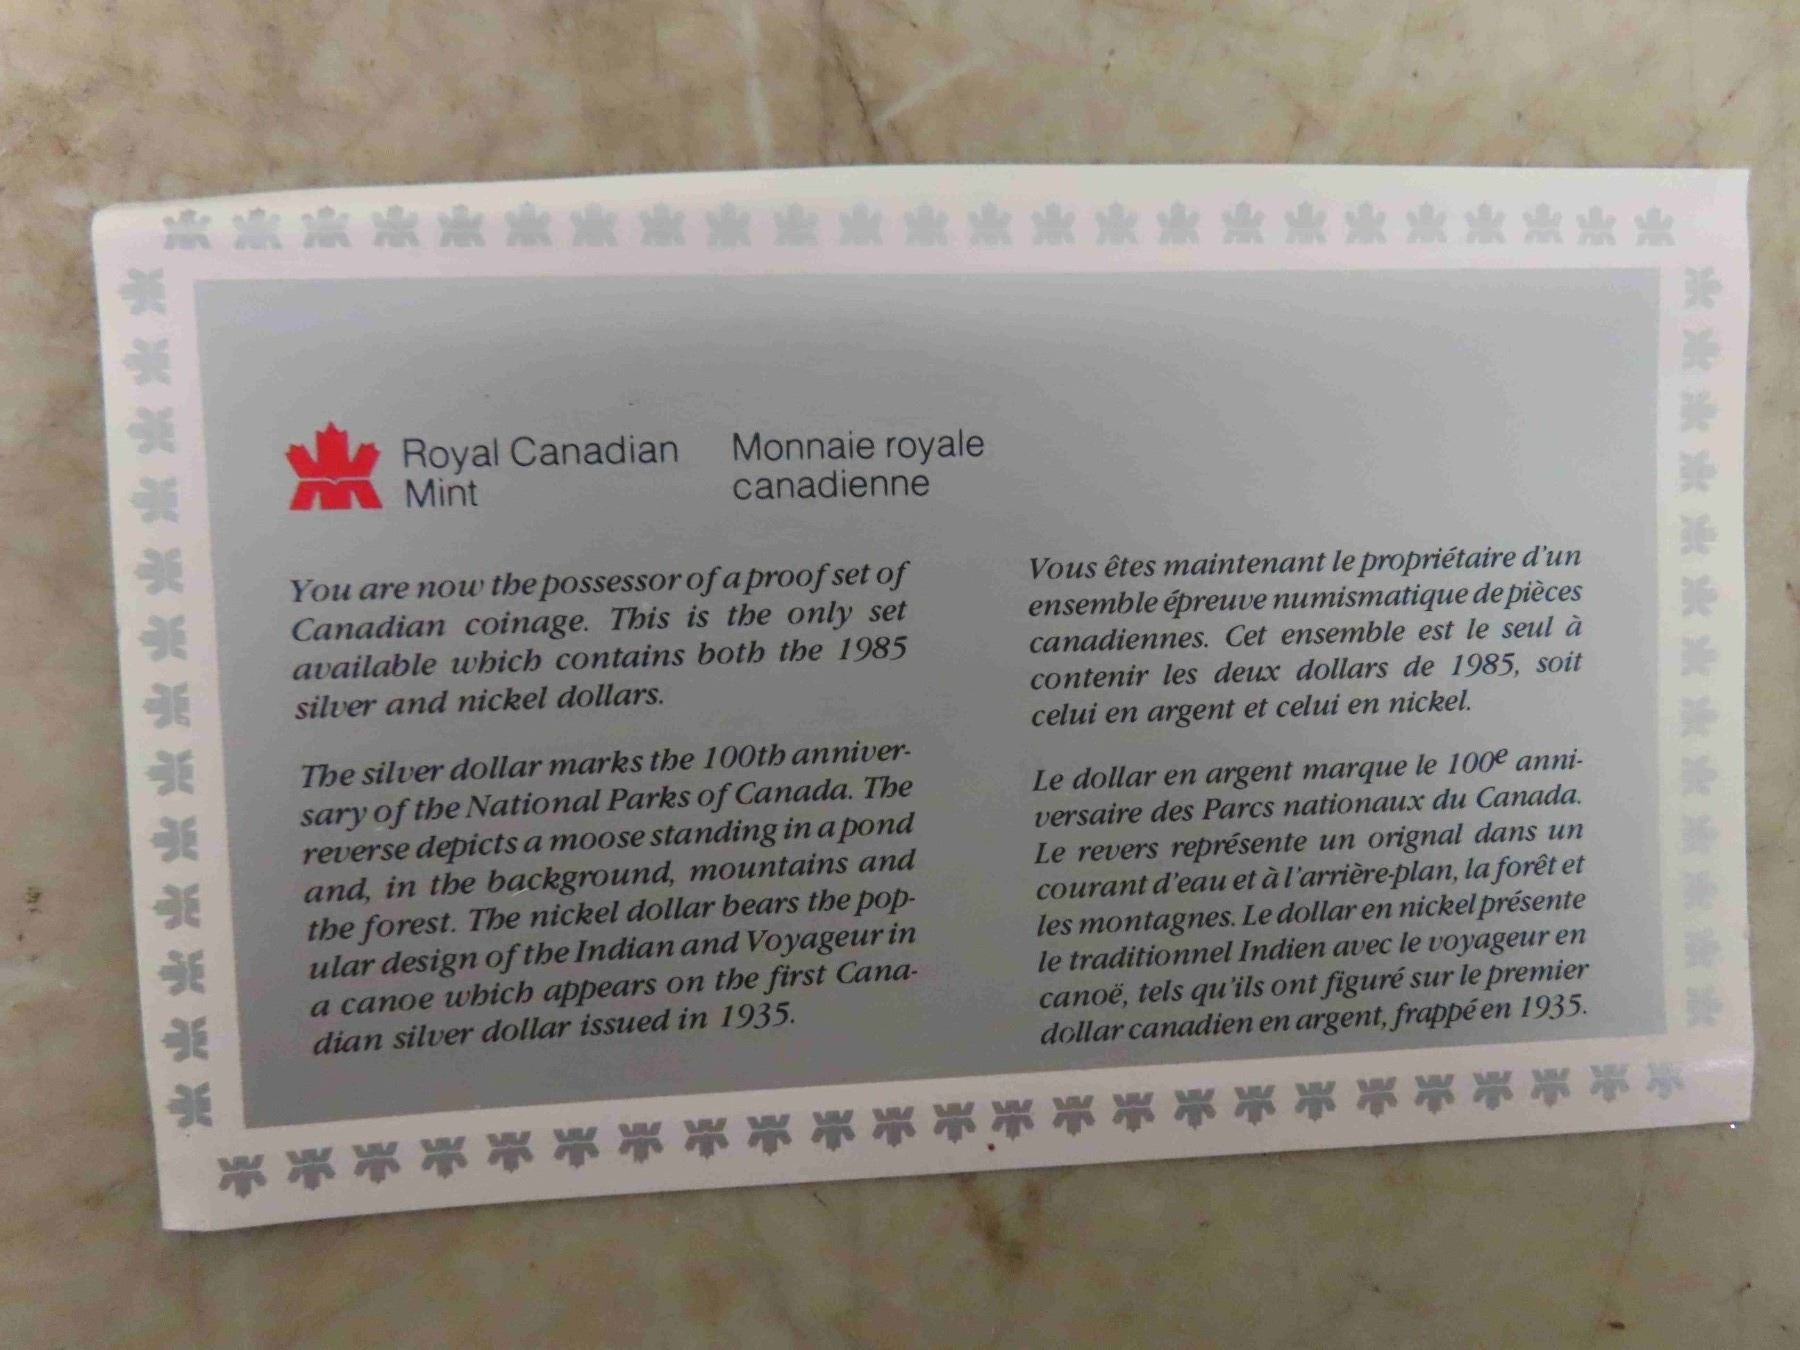 Royal Canadian
Mint
Monnaie royale
canadienne
You are now the possessor of a proof set of
Canadian coinage. This is the only set
available which contains both the 1985
silver and nickel dollars.
The silver dollar marks the 100th anniver-
sary of the National Parks of Canada. The
reverse depicts a moose standing in a pond
and, in the background, mountains and
the forest. The nickel dollar bears the pop-
ular design of the Indian and Voyageur in
a canoe which appears on the first Cana-
dian silver dollar issued in 1935.
Vous êtes maintenant le propriétaire d'un
ensemble épreuve numismatique de pièces
canadiennes. Cet ensemble est le seul à
contenir les deux dollars de 1985, soit
celui en argent et celui en nickel.
Le dollar en argent marque le 100e anni-
versaire des Parcs nationaux du Canada.
Le revers représente un orignal dans un
courant d'eau et à l'arrière-plan, la forêt et
les montagnes. Le dollar en nickel présente
le traditionnel Indien avec le voyageur en
canoë, tels qu'ils ont figuré sur le premier
dollar canadien en argent, frappé en 1935.